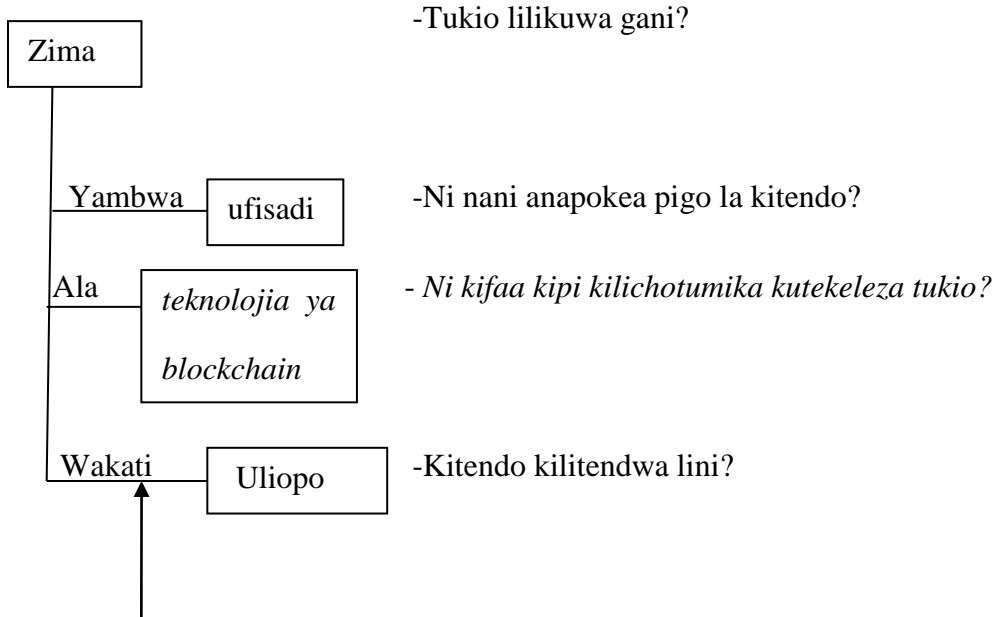 -Tukio lilikuwa gani?
Zima
Yambwa
ufisadi
-Ni nani anapokea pigo la kitendo?
Ala
teknolojia ya
blockchain
- Ni kifaa kipi kilichotumika kutekeleza tukio?
Wakati
Uliopo
-Kitendo kilitendwa lini?